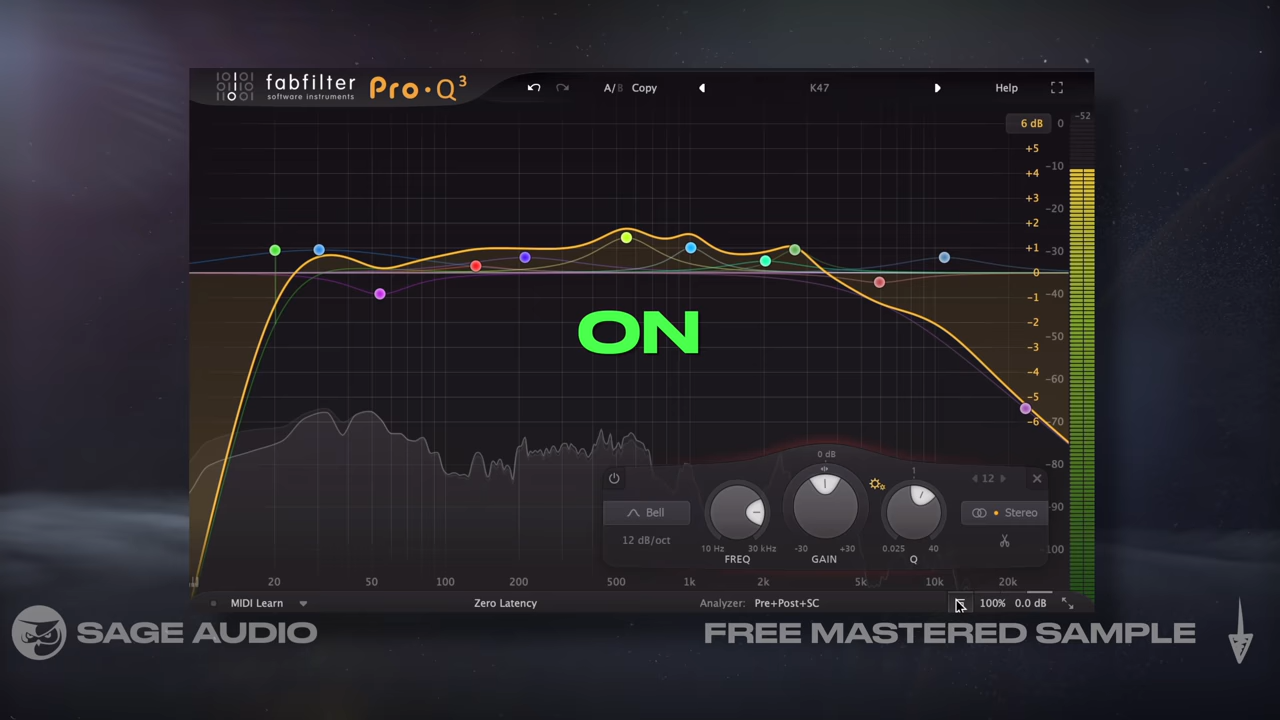 fabfilter
software instruments
Pro·Q³
A/B Copy
K47
Help
6 dB
0
-52
+5
-10
+4
+3
-20
+2
+1
-30
0
-1
-40
-2
-50
-3
-4
-60
-5
-6
-70
-80
-90
-100
ON
0 dB
1
12
Bell
Stereo
12 dB/oct
10 Hz
30 kHz
-30
+30
0.025
40
FREQ
GAIN
Q
20
50
100
200
500
1k
2k
5k
10k
20k
MIDI Learn
Zero Latency
Analyzer: Pre+Post+SC
100%
0.0 dB
SAGE AUDIO
FREE MASTERED SAMPLE